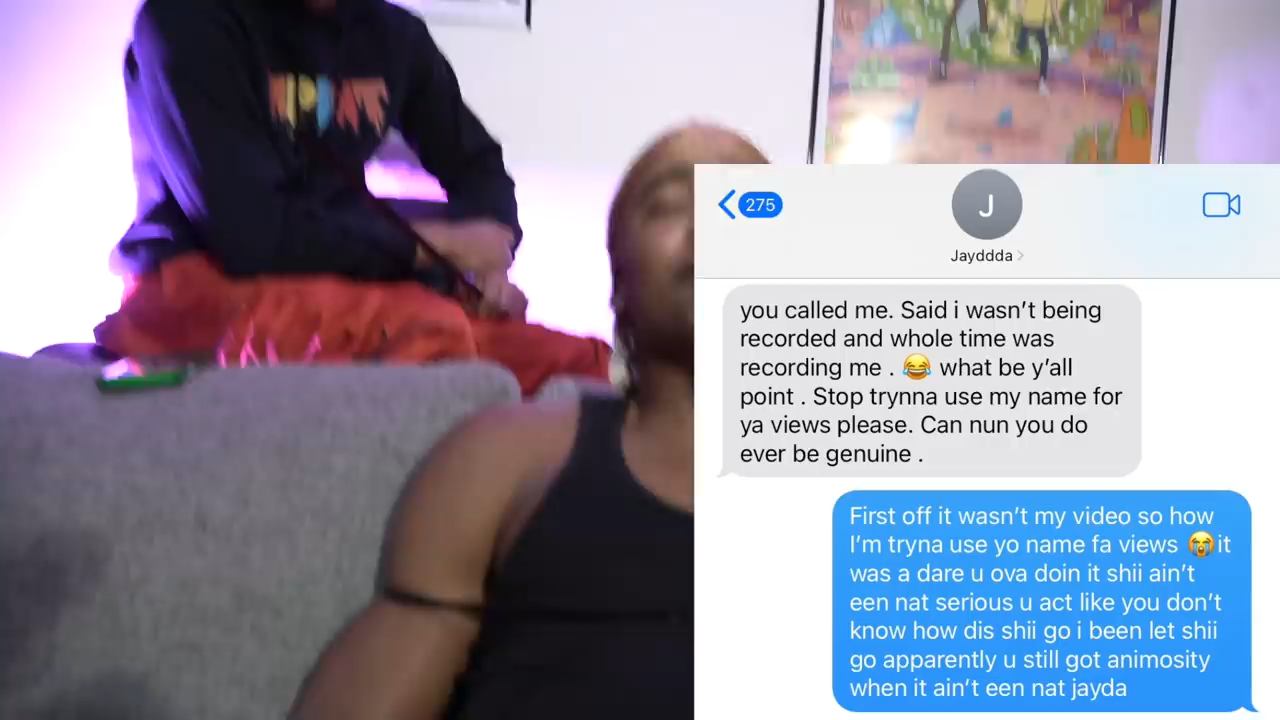 275
J
Jayddda
you called me. Said i wasn't being
recorded and whole time was
recording me . 😂 what be y'all
point . Stop trynna use my name for
ya views please. Can nun you do
ever be genuine .
First off it wasn't my video so how
I'm tryna use yo name fa views 😭it
was a dare u ova doin it shii ain't
een nat serious u act like you don't
know how dis shii go i been let shii
go apparently u still got animosity
when it ain't een nat jayda